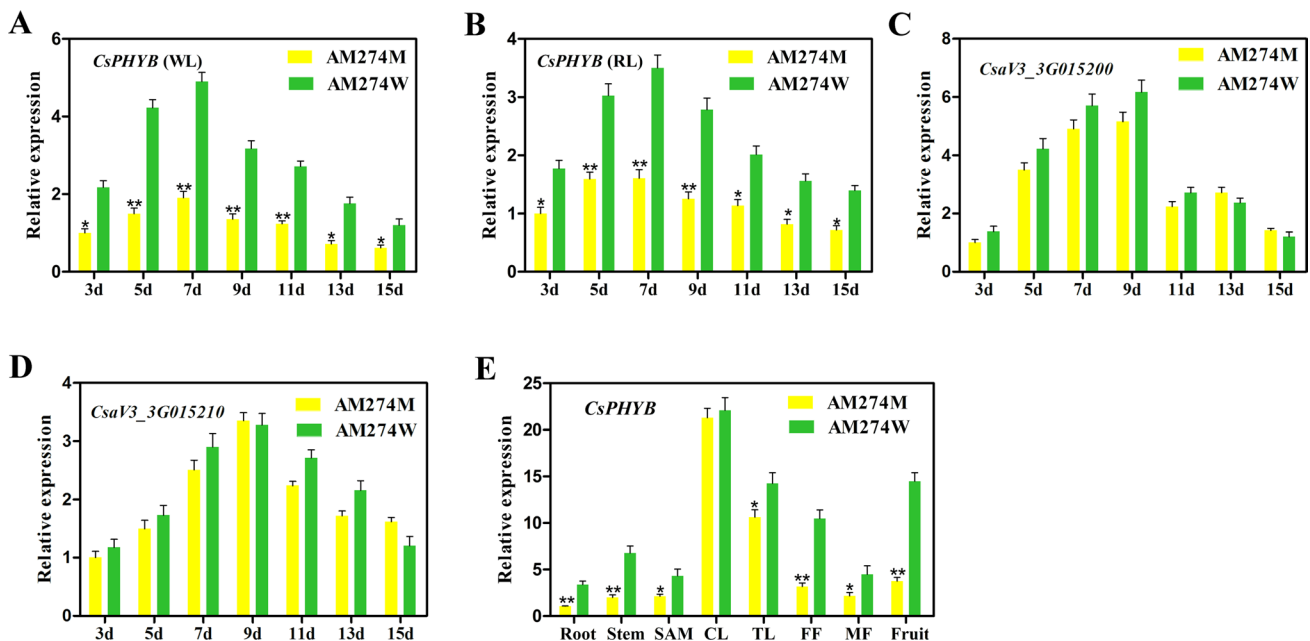 A
CsPHYB (WL)
AM274M
AM274W
Relative expression
6
4
2
0
3d 5d 7d 9d 11d 13d 15d
* ** ** ** ** * *
B
CsPHYB (RL)
AM274M
AM274W
Relative expression
4
3
2
1
0
3d 5d 7d 9d 11d 13d 15d
* ** ** ** * * *
C
CsaV3_3G015200
AM274M
AM274W
Relative expression
8
6
4
2
0
3d 5d 7d 9d 11d 13d 15d
D
CsaV3_3G015210
AM274M
AM274W
Relative expression
4
3
2
1
0
3d 5d 7d 9d 11d 13d 15d
E
CsPHYB
AM274M
AM274W
Relative expression
25
20
15
10
5
0
Root Stem SAM CL TL FF MF Fruit
** ** * * ** * **